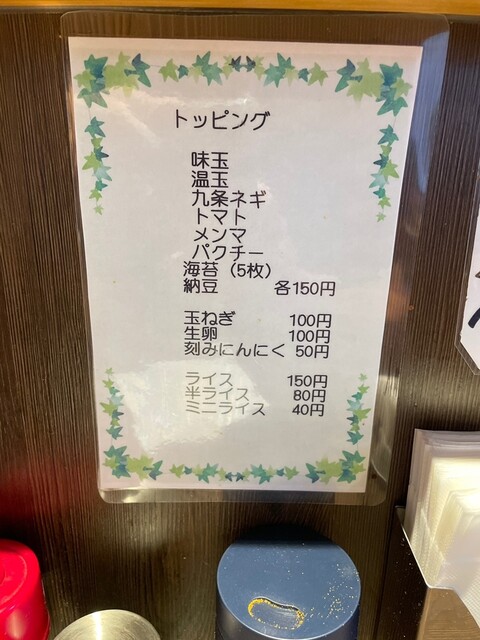 トッピング
味玉
温玉
九条ネギ
トマト
メンマ
パクチー
海苔(5枚)
納豆 各150円
玉ねぎ 100円
生卵 100円
刻みにんにく 50円
ライス 150円
半ライス 80円
ミニライス 40円